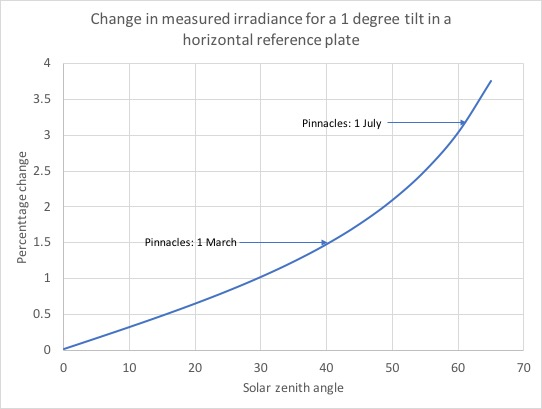 Change in measured irradiance for a 1 degree tilt in a
horizontal reference plate
4
3.5
3
2.5
2
1.5
1
0.5
0
Percenttage change
Pinnacles: 1 July
Pinnacles: 1 March
0 10 20 30 40 50 60 70
Solar zenith angle